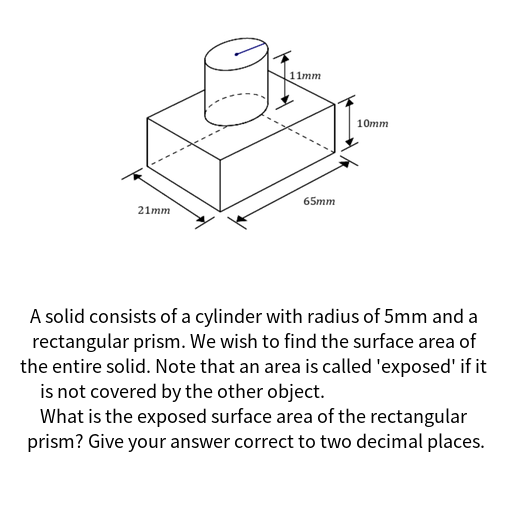 11mm
10mm
65mm
21mm
A solid consists of a cylinder with radius of 5mm and a
rectangular prism. We wish to find the surface area of
the entire solid. Note that an area is called 'exposed' if it
is not covered by the other object.
What is the exposed surface area of the rectangular
prism? Give your answer correct to two decimal places.